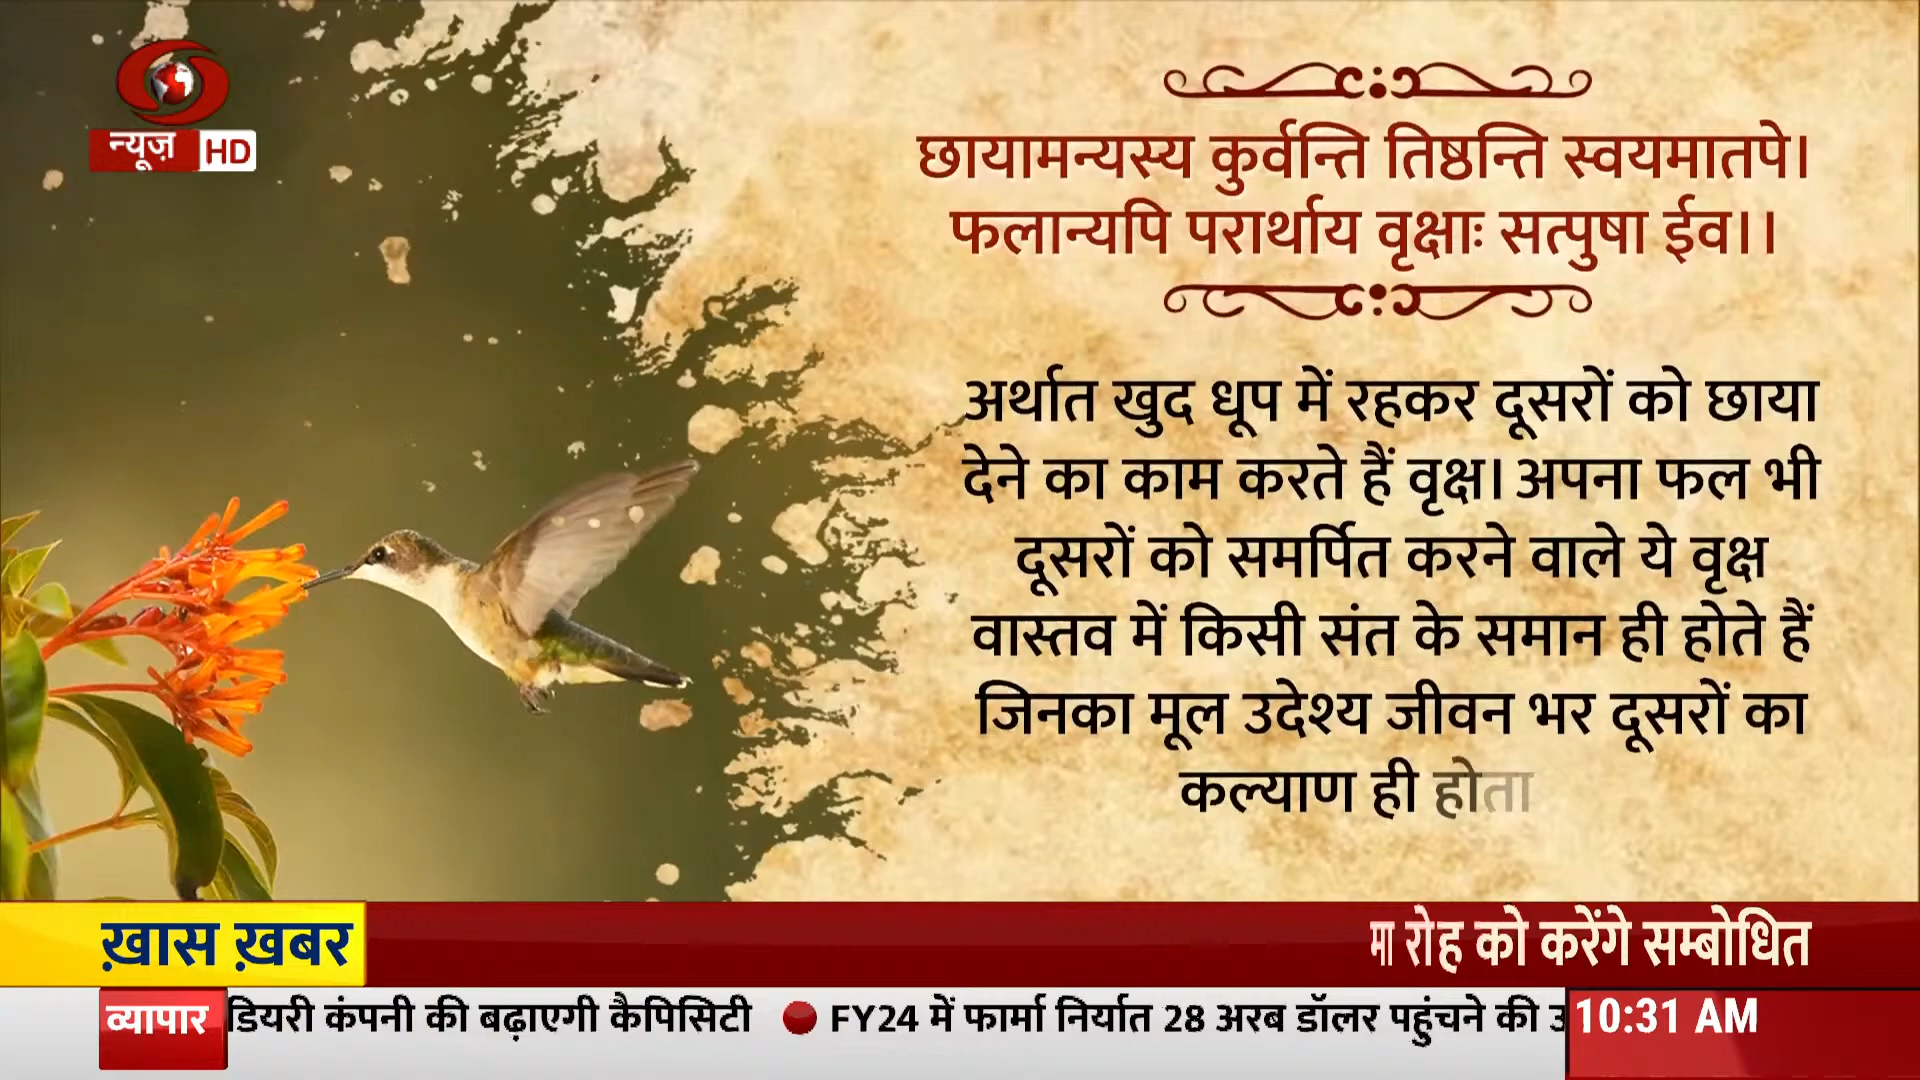 न्यूज़ HD
छायामन्यस्य कुर्वन्ति तिष्ठन्ति स्वयमातपे।
फलान्यपि परार्थाय वृक्षाः सत्पुषा ईव।।
अर्थात खुद धूप में रहकर दूसरों को छाया
देने का काम करते हैं वृक्ष। अपना फल भी
दूसरों को समर्पित करने वाले ये वृक्ष
वास्तव में किसी संत के समान ही होते हैं
जिनका मूल उदेश्य जीवन भर दूसरों का
कल्याण ही होता
ख़ास ख़बर
मारोह को करेंगे सम्बोधित
व्यापार
डियरी कंपनी की बढ़ाएगी कैपिसिटी
FY24 में फार्मा निर्यात 28 अरब डॉलर पहुंचने की
10:31 AM